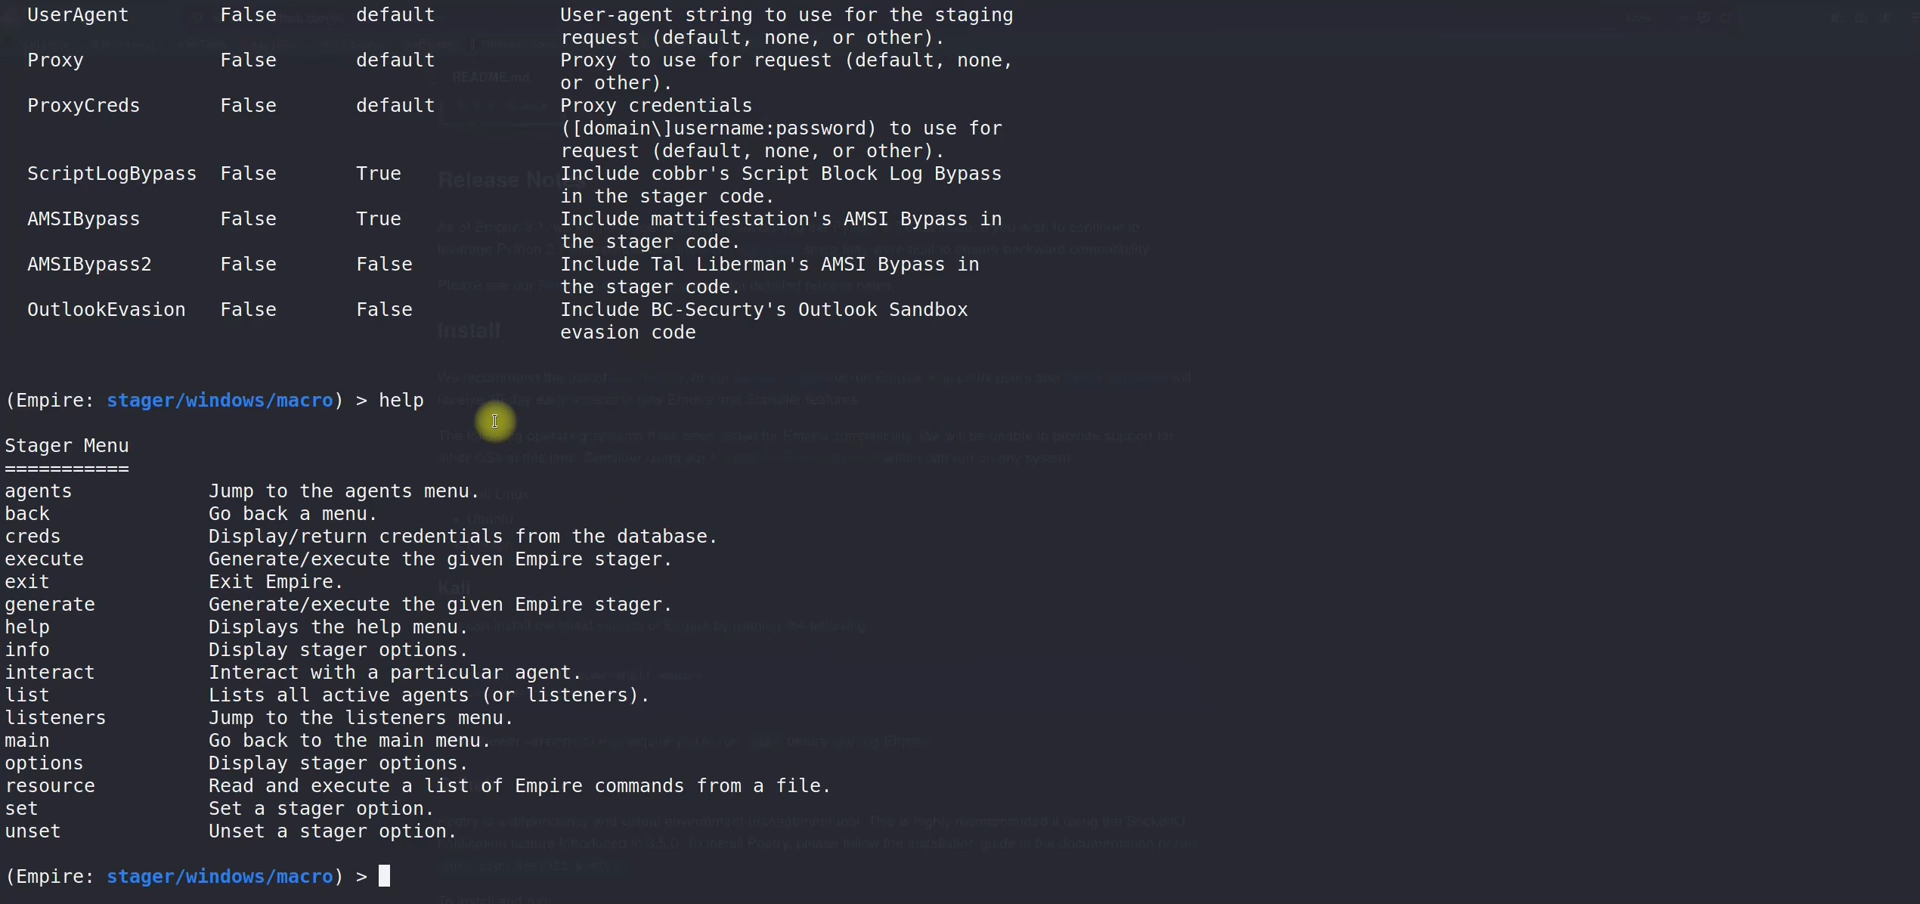 UserAgent False default User-agent string to use for the staging
request (default, none, or other).
Proxy False default Proxy to use for request (default, none,
or other).
ProxyCreds False default Proxy credentials
([domain\]username:password) to use for
request (default, none, or other).
ScriptLogBypass False True Include cobbr's Script Block Log Bypass
in the stager code.
AMSIBypass False True Include mattifestation's AMSI Bypass in
the stager code.
AMSIBypass2 False False Include Tal Liberman's AMSI Bypass in
the stager code.
OutlookEvasion False False Include BC-Securty's Outlook Sandbox
evasion code
(Empire: stager/windows/macro) > help
Stager Menu
===========
agents Jump to the agents menu.
back Go back a menu.
creds Display/return credentials from the database.
execute Generate/execute the given Empire stager.
exit Exit Empire.
generate Generate/execute the given Empire stager.
help Displays the help menu.
info Display stager options.
interact Interact with a particular agent.
list Lists all active agents (or listeners).
listeners Jump to the listeners menu.
main Go back to the main menu.
options Display stager options.
resource Read and execute a list of Empire commands from a file.
set Set a stager option.
unset Unset a stager option.
(Empire: stager/windows/macro) >
README.md
Release Notes
Install
Kali